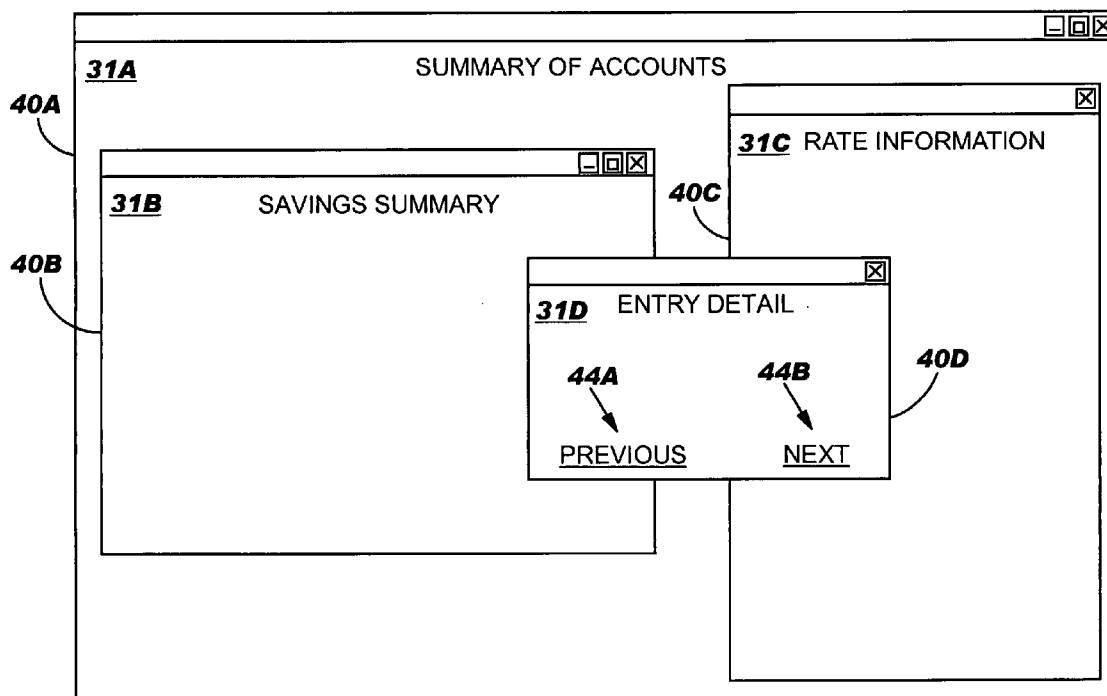 31A
SUMMARY OF ACCOUNTS
40A
31C RATE INFORMATION
31B
SAVINGS SUMMARY
40C
40B
31D
ENTRY DETAIL
44A
44B
40D
PREVIOUS
NEXT